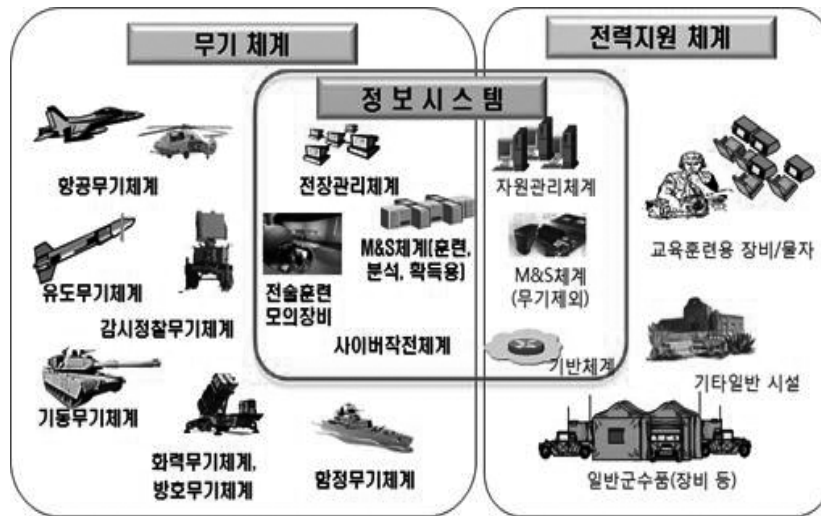 무기 체계
전력지원 체계
정보시스템
항공무기체계
전장관리체계
자원관리체계
M&S체계(훈련,
분석, 획득용)
교육훈련용 장비/물자
유도무기체계
전술훈련
모의장비
M&S체계
(무기제외)
감시정찰무기체계
사이버작전체계
기반체계
기타일반 시설
기동무기체계
화력무기체계,
방호무기체계
함정무기체계
일반군수품(장비 등)